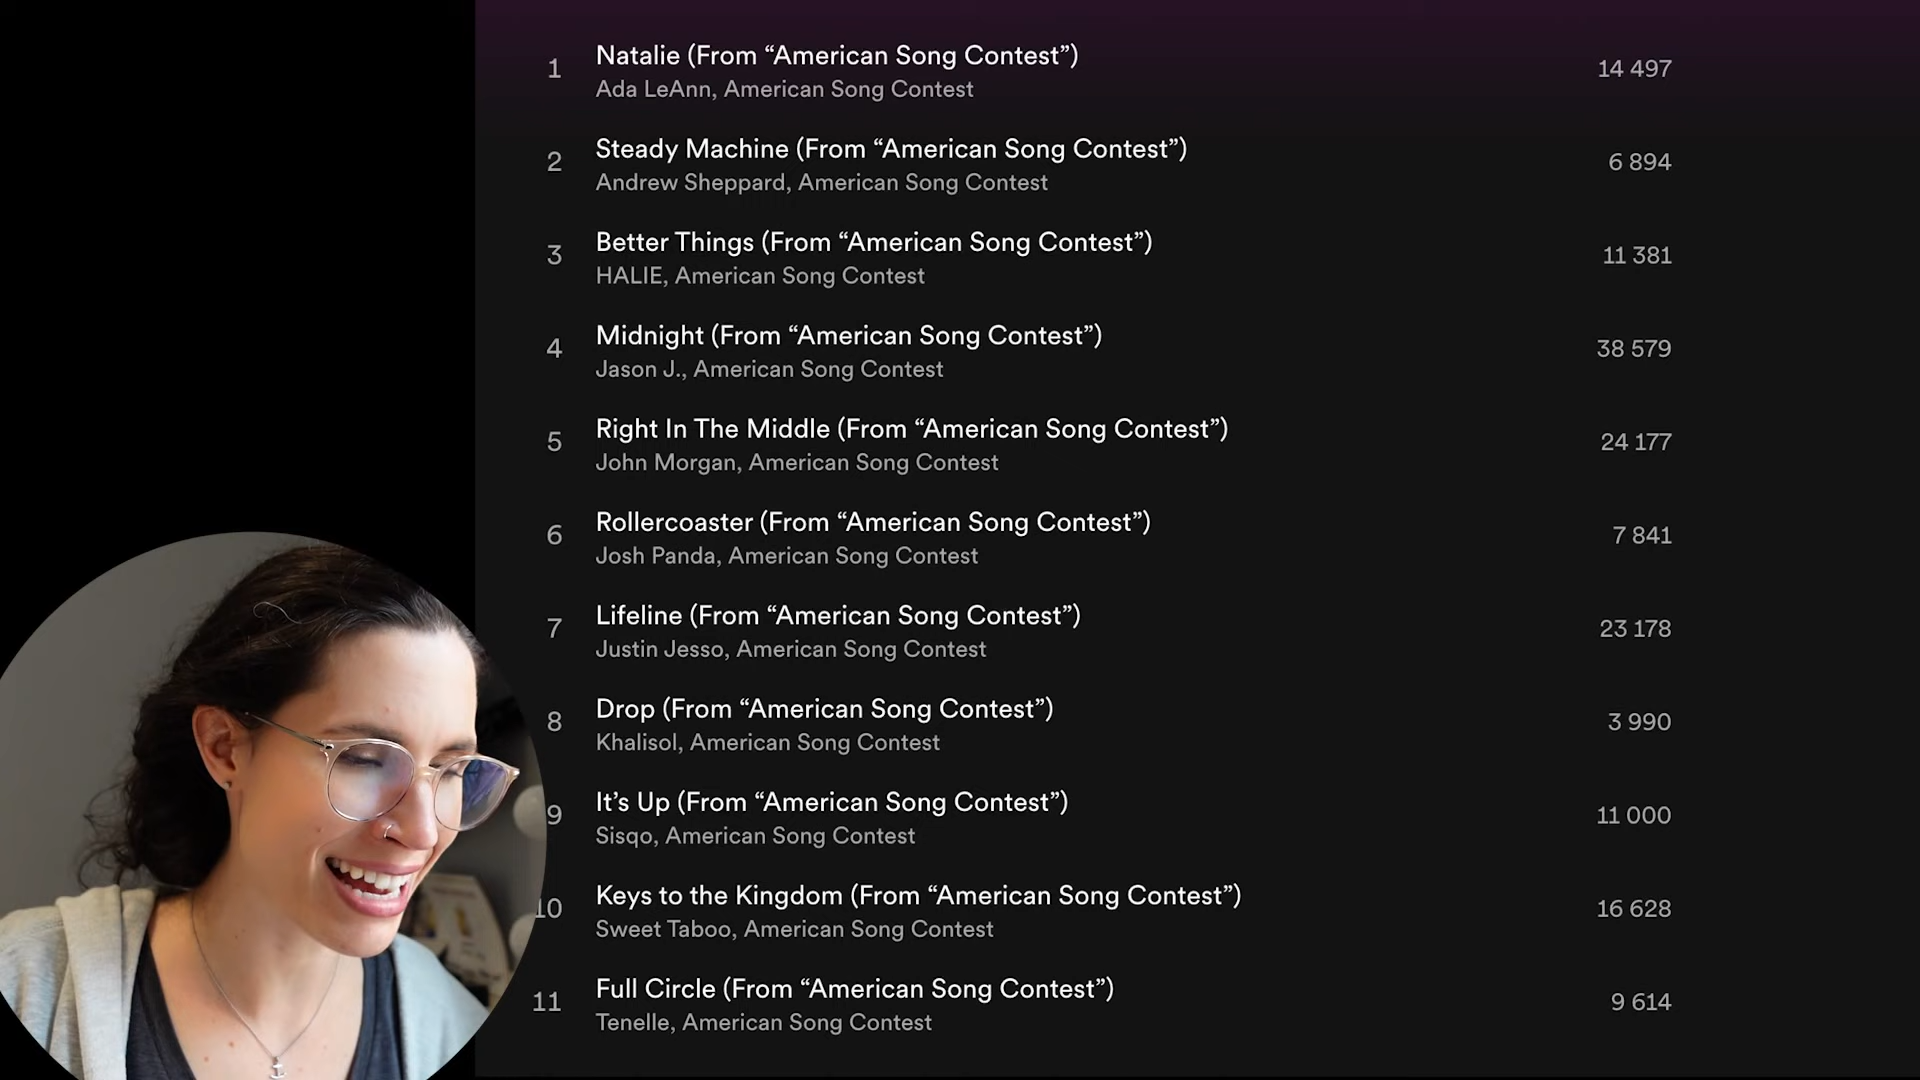 1 Natalie (From “American Song Contest”) 14 497
Ada LeAnn, American Song Contest
2 Steady Machine (From “American Song Contest”) 6 894
Andrew Sheppard, American Song Contest
3 Better Things (From “American Song Contest”) 11 381
HALIE, American Song Contest
4 Midnight (From “American Song Contest”) 38 579
Jason J., American Song Contest
5 Right In The Middle (From “American Song Contest”) 24 177
John Morgan, American Song Contest
6 Rollercoaster (From “American Song Contest”) 7 841
Josh Panda, American Song Contest
7 Lifeline (From “American Song Contest”) 23 178
Justin Jesso, American Song Contest
8 Drop (From “American Song Contest”) 3 990
Khalisol, American Song Contest
9 It’s Up (From “American Song Contest”) 11 000
Sisqo, American Song Contest
10 Keys to the Kingdom (From “American Song Contest”) 16 628
Sweet Taboo, American Song Contest
11 Full Circle (From “American Song Contest”) 9 614
Tenelle, American Song Contest